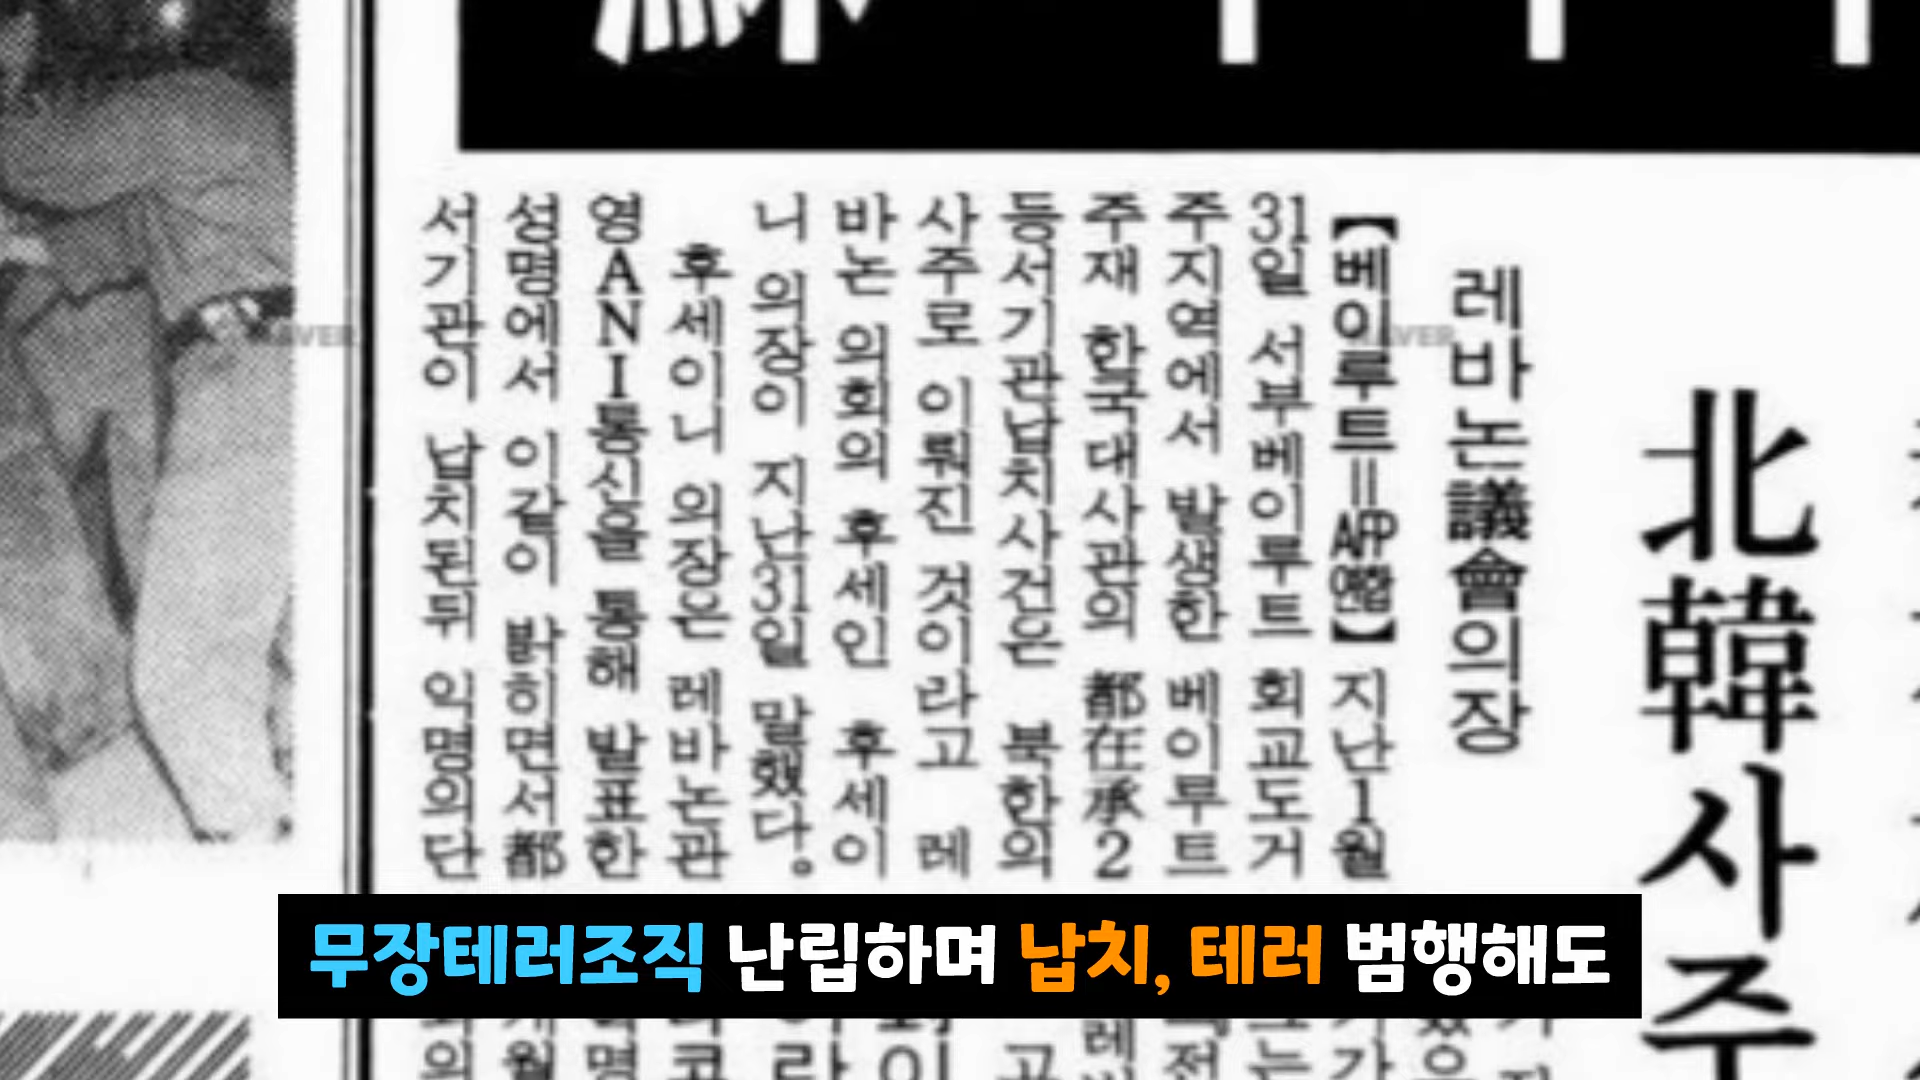 北韓사주
레바논議會의장
【베이루트=AFP연합】 지난1월
31일 서부베이루트 회교도거
주지역에서 발생한 베이루트
주재 한국대사관의 都在承2
등서기관납치사건은 북한의
사주로 이뤄진 것이라고 레
바논 의회의 후세인 후세이
니 의장이 지난31일 말했다。
후세이니 의장은 레바논관
영ANI통신을 통해 발표한
성명에서 이같이 밝히면서 都
서기관이 납치된뒤 익명의단
무장테러조직 난립하며 납치, 테러 범행해도